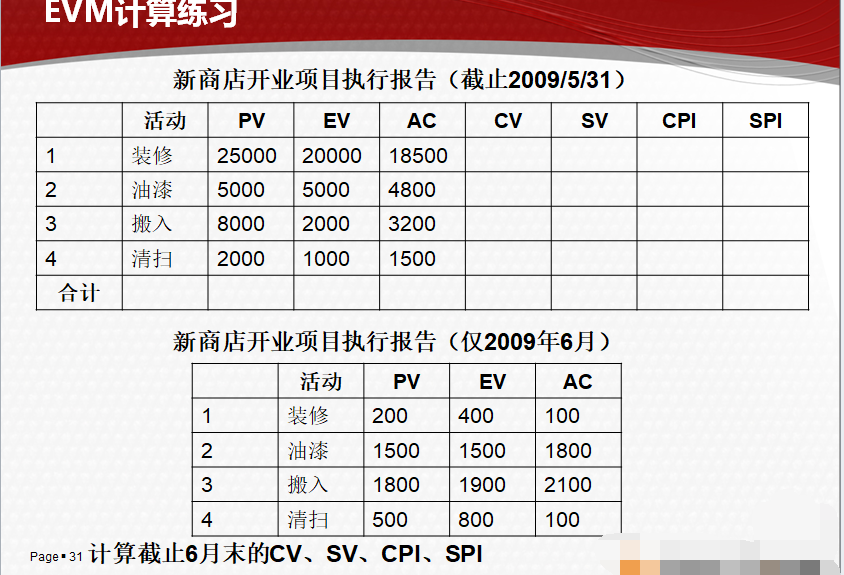 EVM计算练习
新商店开业项目执行报告（截止2009/5/31）
活动 PV EV AC CV SV CPI SPI
1 装修 25000 20000 18500
2 油漆 5000 5000 4800
3 搬入 8000 2000 3200
4 清扫 2000 1000 1500
合计
新商店开业项目执行报告（仅2009年6月）
活动 PV EV AC
1 装修 200 400 100
2 油漆 1500 1500 1800
3 搬入 1800 1900 2100
4 清扫 500 800 100
Page▪31 计算截止6月末的CV、SV、CPI、SPI